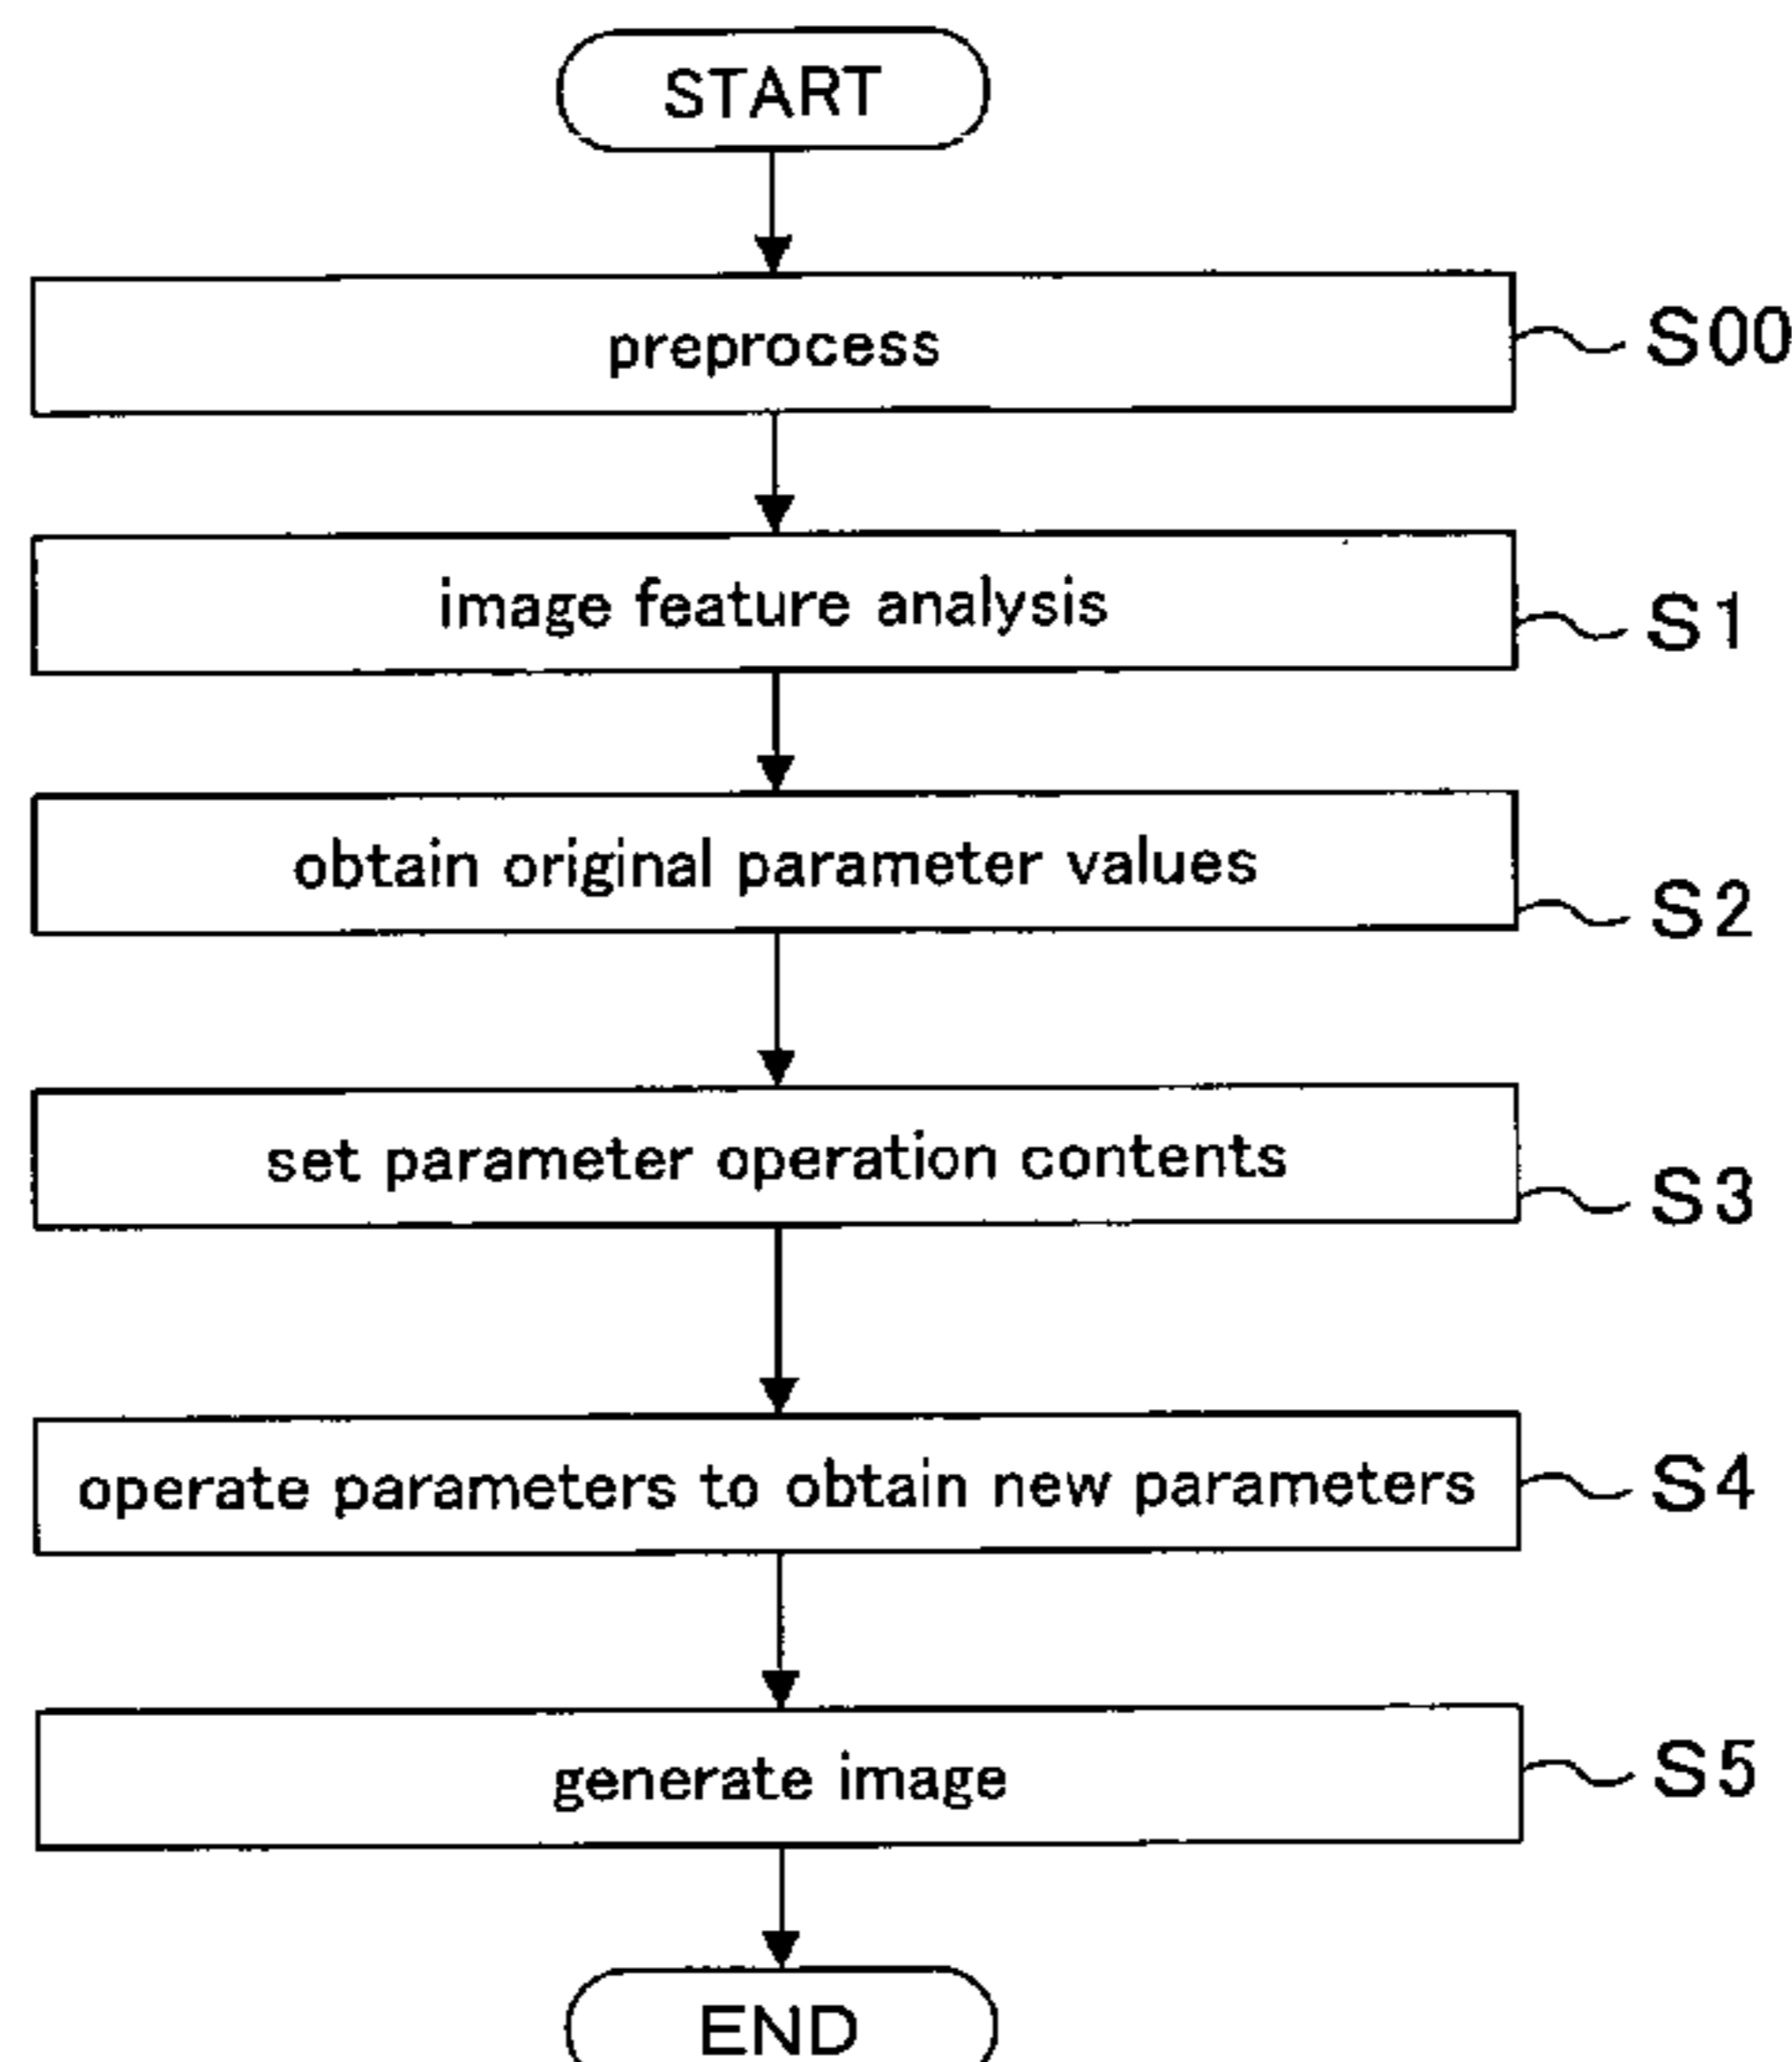 START
preprocess
S00
image feature analysis
S1
obtain original parameter values
S2
set parameter operation contents
S3
operate parameters to obtain new parameters
S4
generate image
S5
END